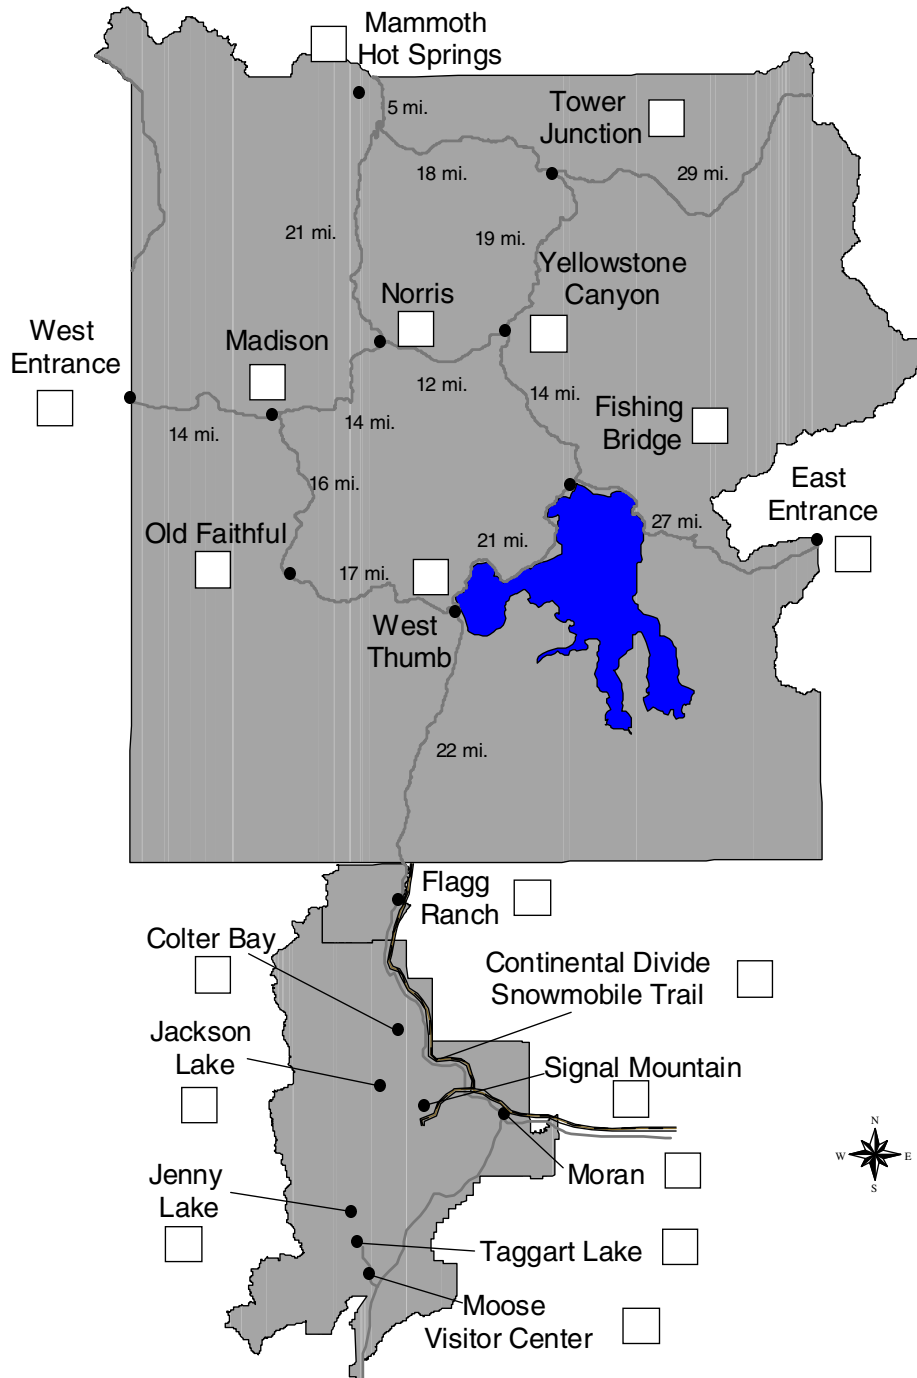 Mammoth
Hot Springs
5 mi.
Tower
Junction
18 mi.
29 mi.
21 mi.
19 mi.
Yellowstone
Canyon
Norris
West
Entrance
Madison
12 mi.
14 mi.
14 mi.
14 mi.
Fishing
Bridge
16 mi.
East
Entrance
Old Faithful
21 mi.
27 mi.
17 mi.
West
Thumb
22 mi.
Flagg
Ranch
Colter Bay
Continental Divide
Snowmobile Trail
Jackson
Lake
Signal Mountain
N
W
E
S
Moran
Jenny
Lake
Taggart Lake
Moose
Visitor Center